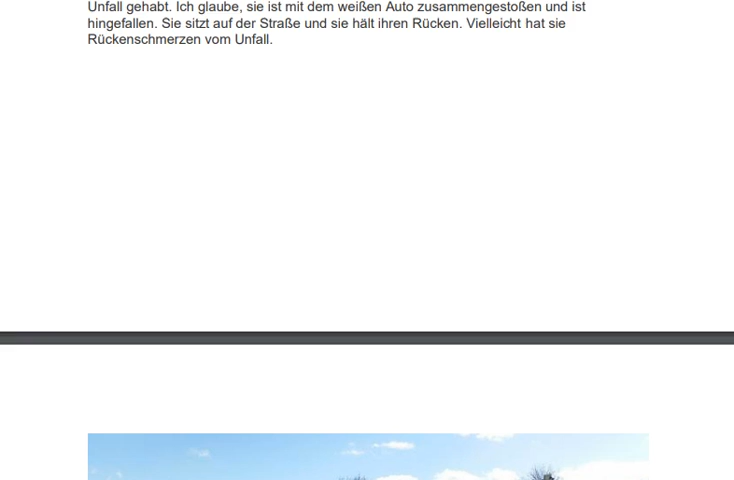 Unfall gehabt. Ich glaube, sie ist mit dem weißen Auto zusammengestoßen und ist
hingefallen. Sie sitzt auf der Straße und sie hält ihren Rücken. Vielleicht hat sie
Rückenschmerzen vom Unfall.